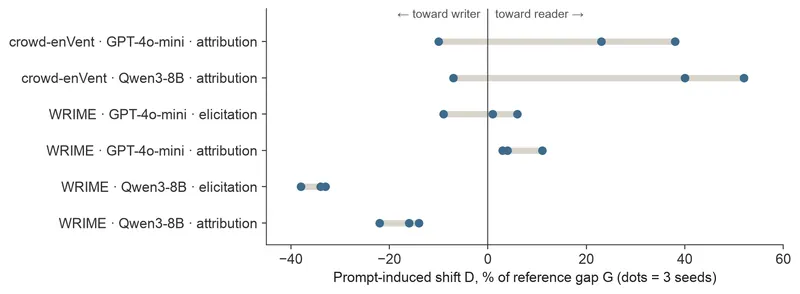 ← toward writer toward reader →
crowd-enVent · GPT-4o-mini · attribution
crowd-enVent · Qwen3-8B · attribution
WRIME · GPT-4o-mini · elicitation
WRIME · GPT-4o-mini · attribution
WRIME · Qwen3-8B · elicitation
WRIME · Qwen3-8B · attribution
−40 −20 0 20 40 60
Prompt-induced shift D, % of reference gap G (dots = 3 seeds)